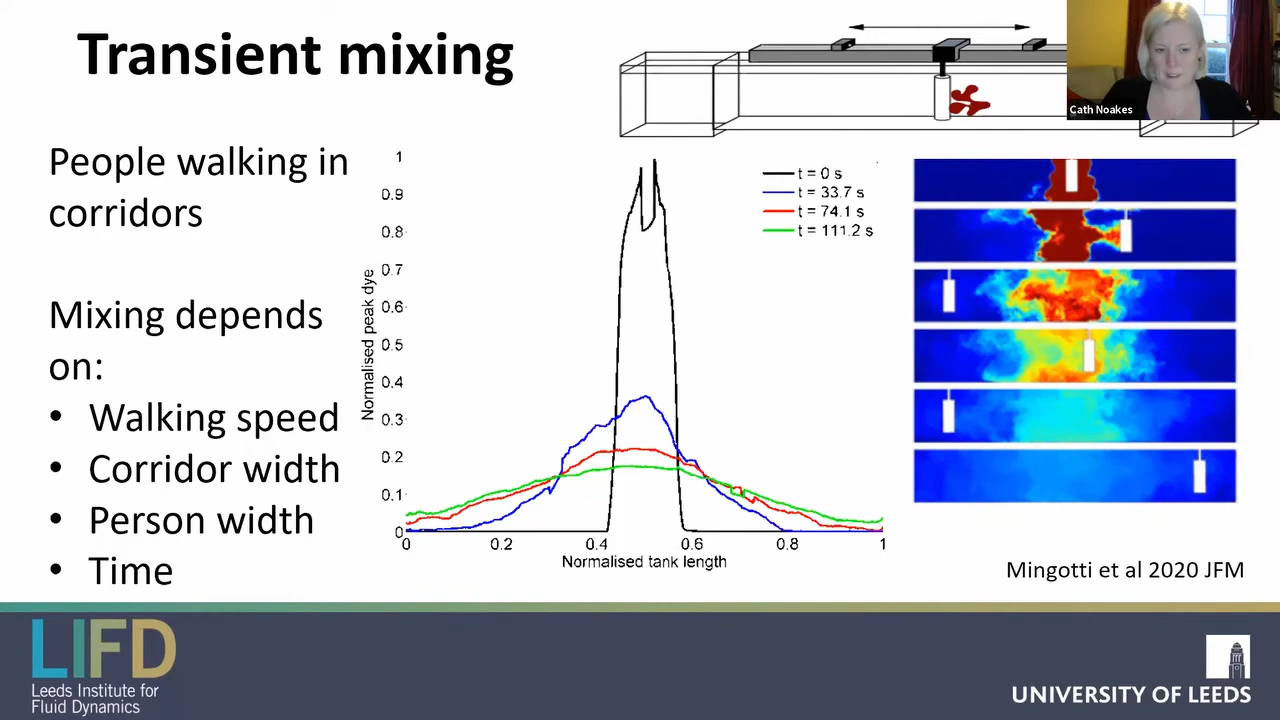 Transient mixing
Cath Noakes
People walking in
corridors
Mixing depends
on:
• Walking speed
• Corridor width
• Person width
• Time
Normalised peak dye
1
0.9
0.8
0.7
0.6
0.5
0.4
0.3
0.2
0.1
0
0 0.2 0.4 0.6 0.8 1
Normalised tank length
t = 0 s
t = 33.7 s
t = 74.1 s
t = 111.2 s
Mingotti et al 2020 JFM
LIFD
Leeds Institute for
Fluid Dynamics
UNIVERSITY OF LEEDS